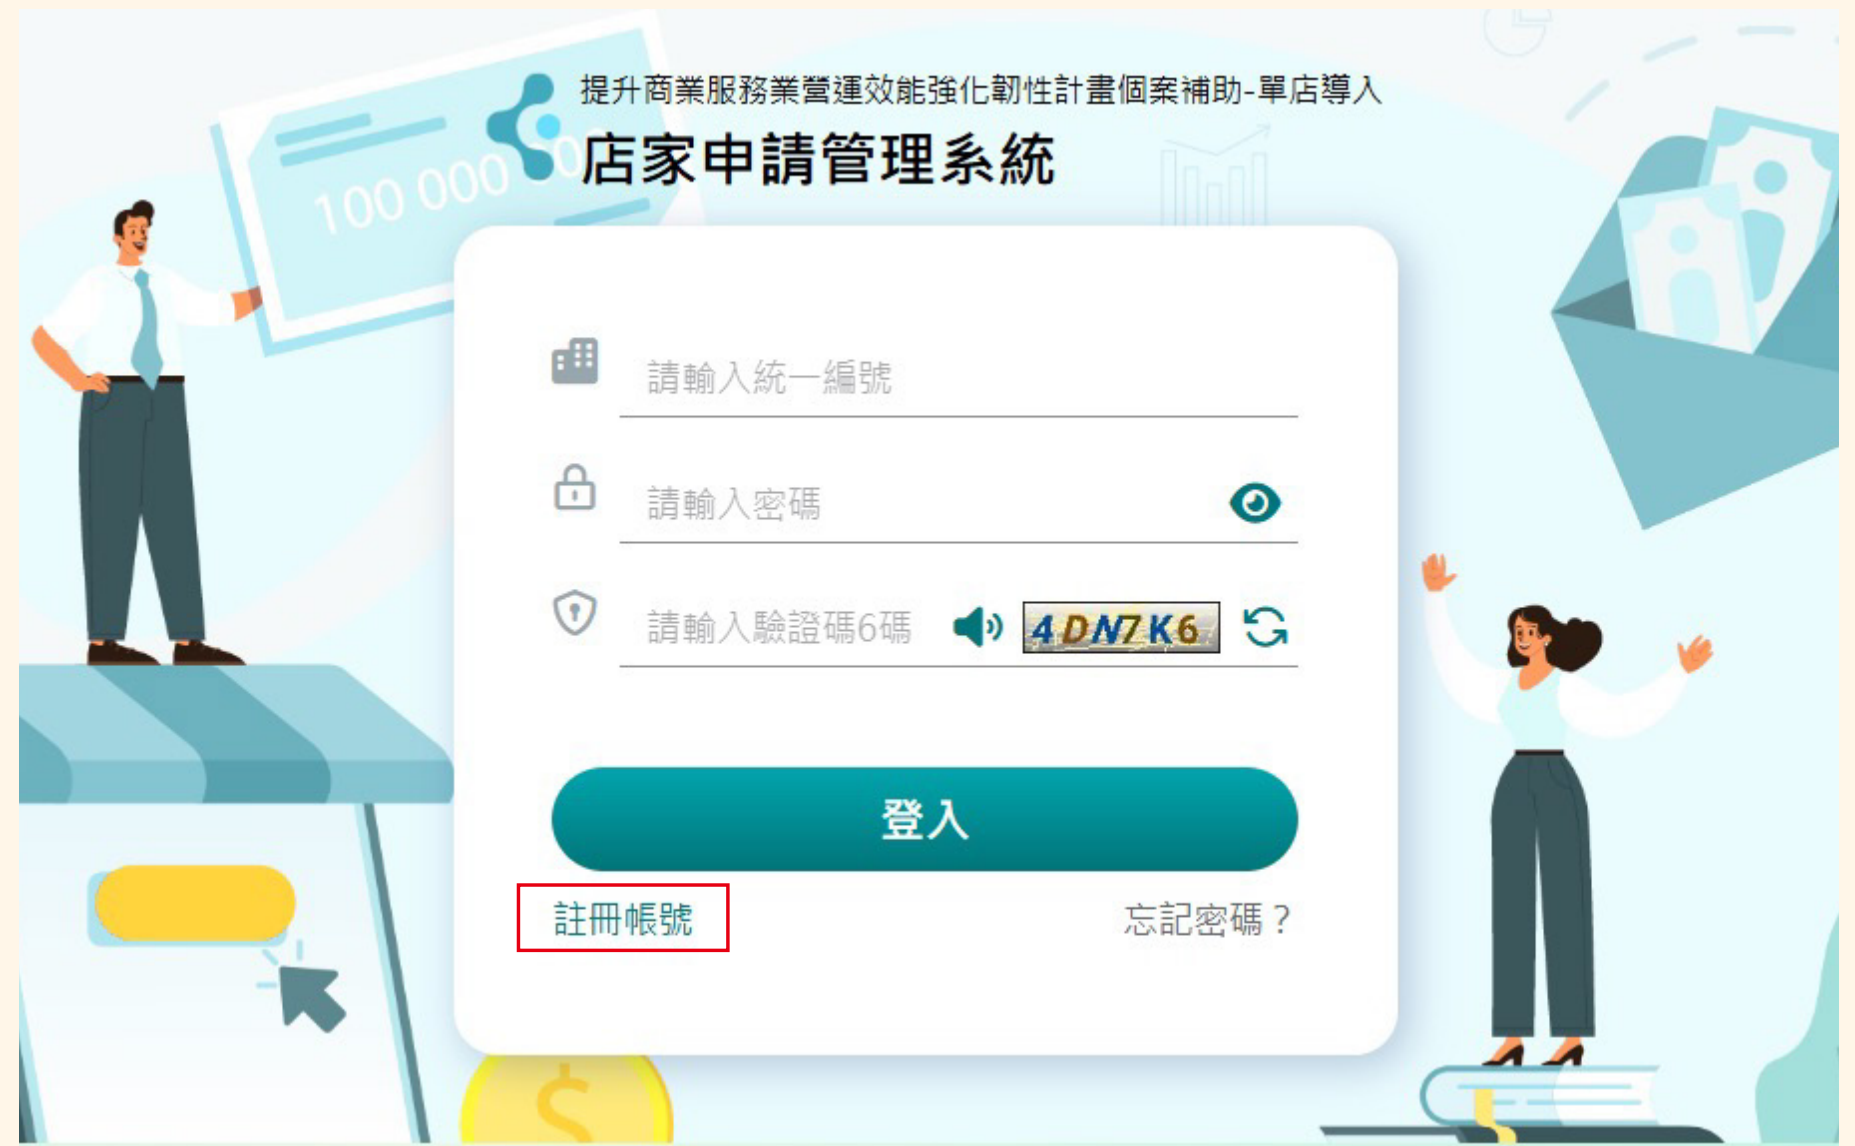 提升商業服務業營運效能強化韌性計畫個案補助-單店導入
店家申請管理系統
100 000
請輸入統一編號
請輸入密碼
請輸入驗證碼6碼
4DN7K6
登入
註冊帳號
忘記密碼？
$